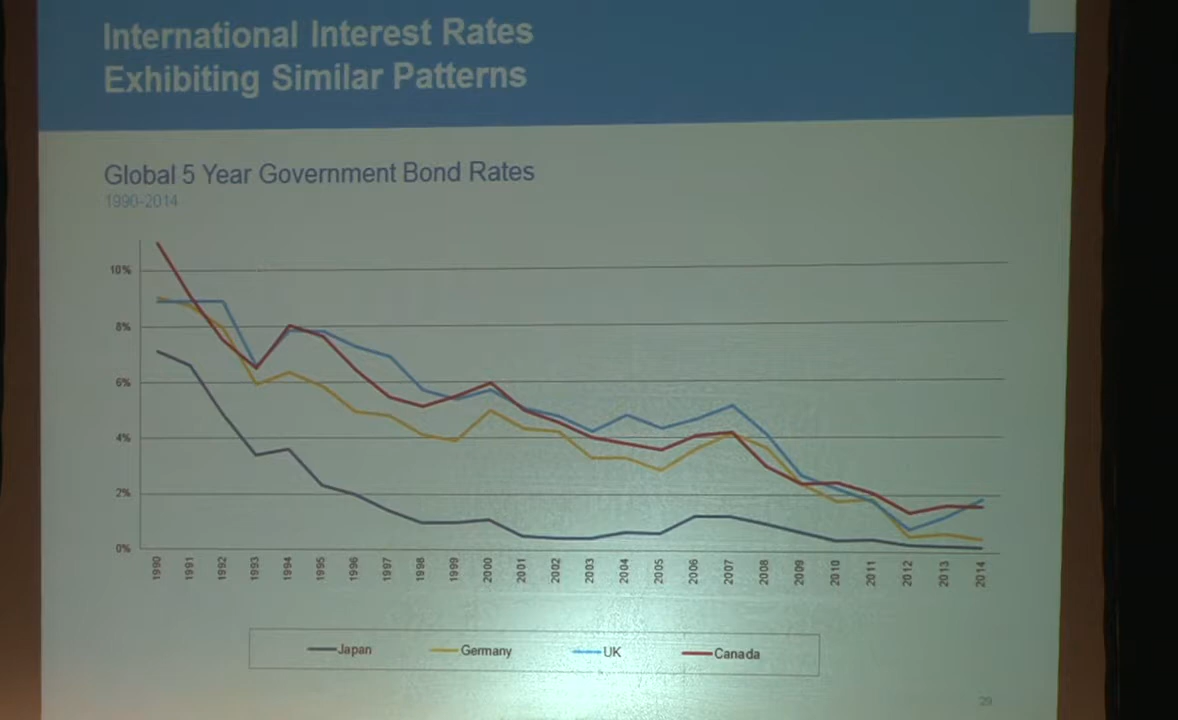 International Interest Rates
Exhibiting Similar Patterns
Global 5 Year Government Bond Rates
1990-2014
10%
8%
6%
4%
2%
0%
1990 1991 1992 1993 1994 1995 1996 1997 1998 1999 2000 2001 2002 2003 2004 2005 2006 2007 2008 2009 2010 2011 2012 2013 2014
Japan Germany UK Canada
29